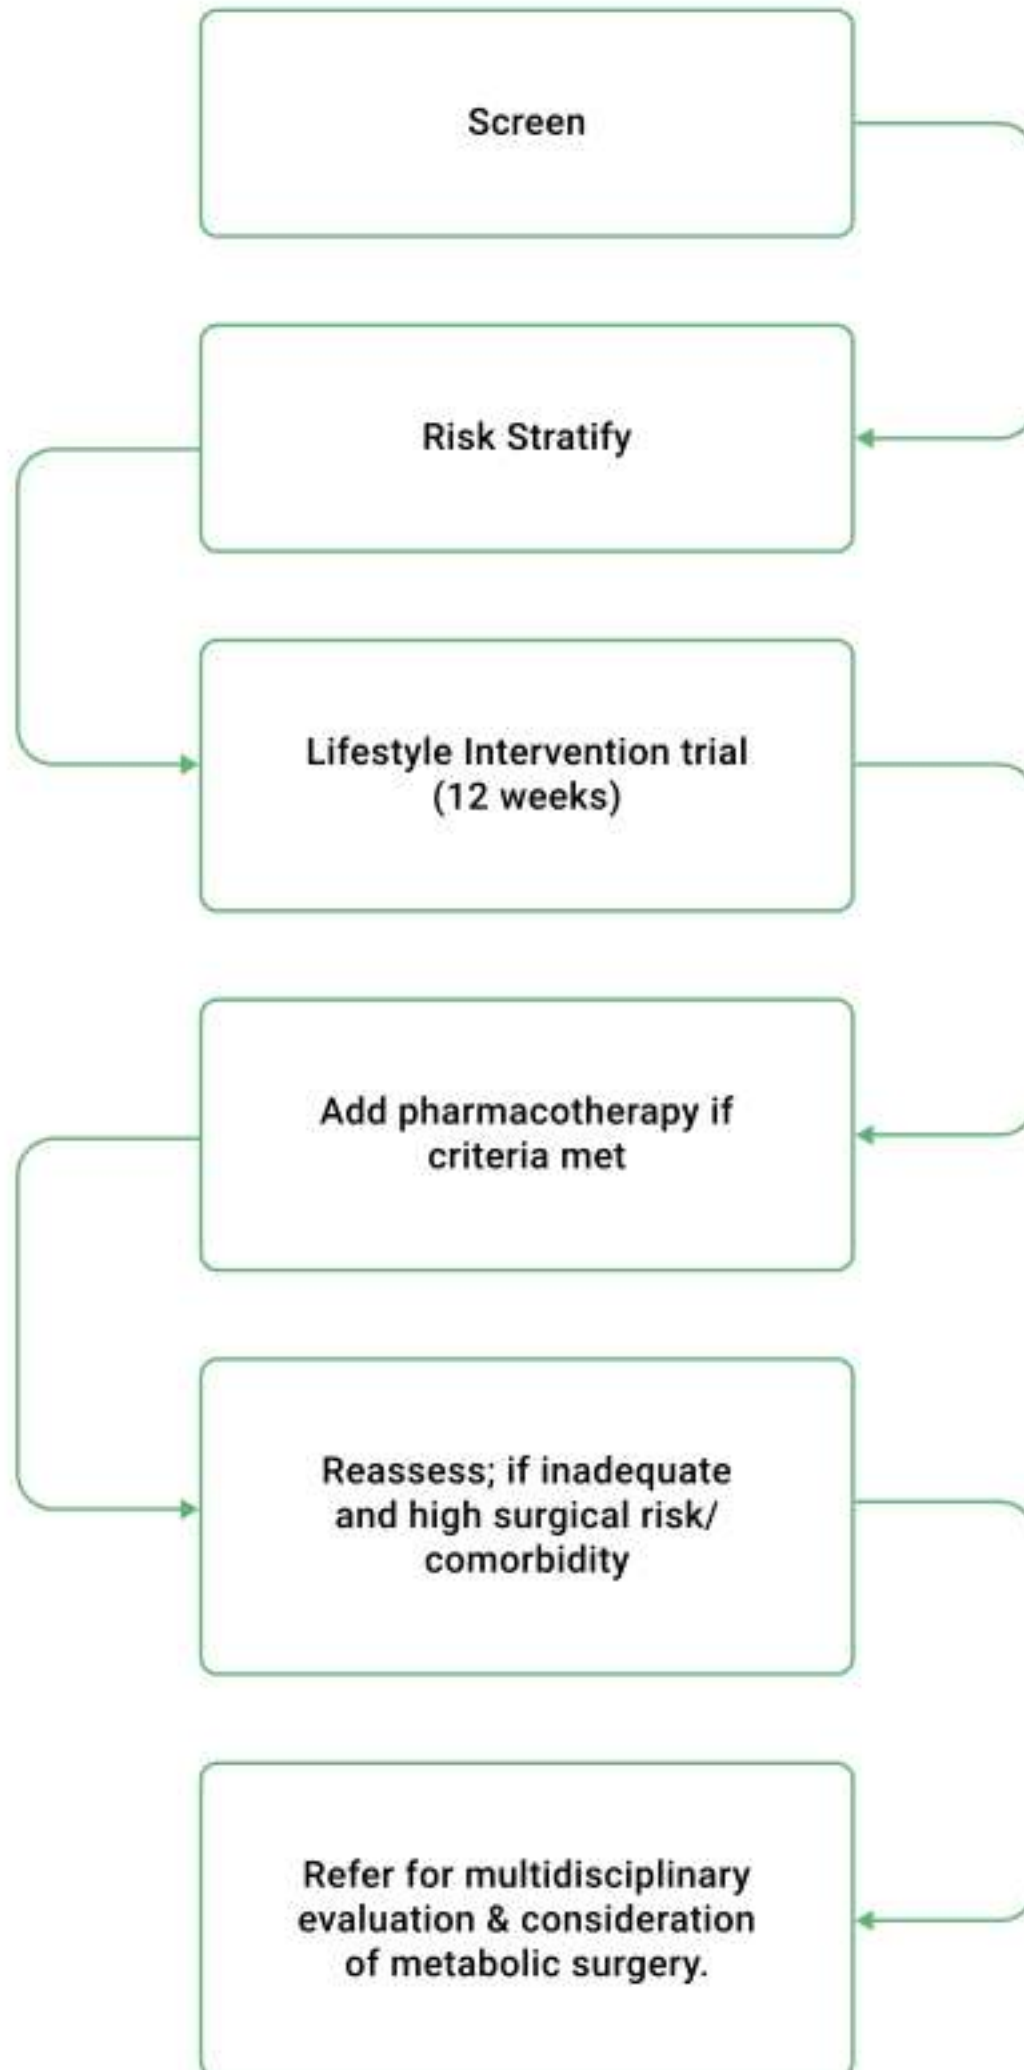 Screen
Risk Stratify
Lifestyle Intervention trial
(12 weeks)
Add pharmacotherapy if
criteria met
Reassess; if inadequate
and high surgical risk/
comorbidity
Refer for multidisciplinary
evaluation & consideration
of metabolic surgery.